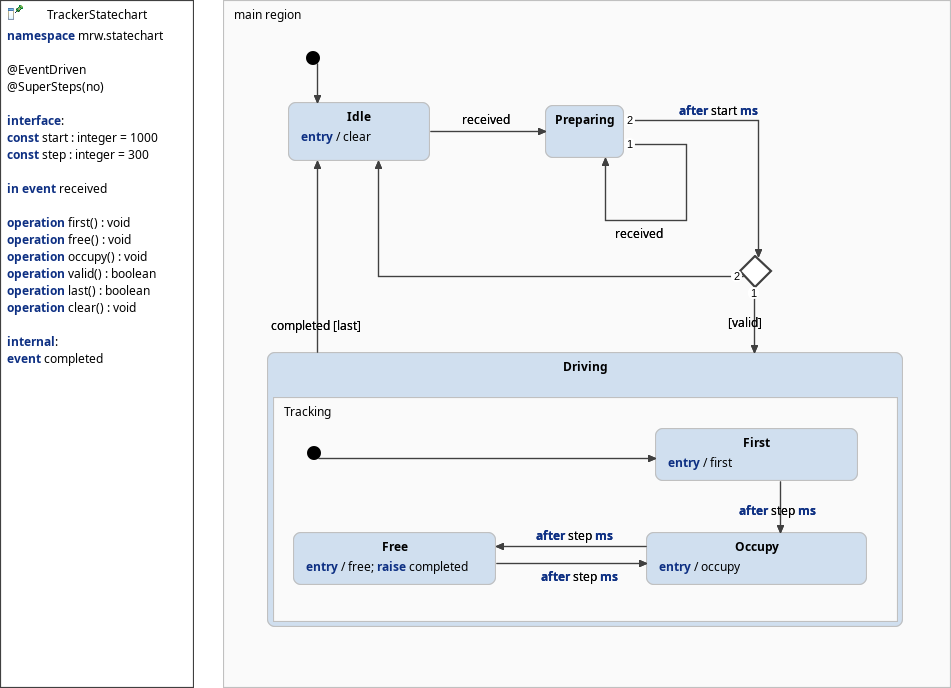 TrackerStatechart
namespace mrw.statechart
@EventDriven
@SuperSteps(no)
interface:
const start : integer = 1000
const step : integer = 300
in event received
operation first() : void
operation free() : void
operation occupy() : void
operation valid() : boolean
operation last() : boolean
operation clear() : void
internal:
event completed
main region
Idle
entry / clear
received
Preparing
2
after start ms
1
received
2
1
[valid]
completed [last]
Driving
Tracking
First
entry / first
after step ms
Free
entry / free; raise completed
after step ms
after step ms
Occupy
entry / occupy